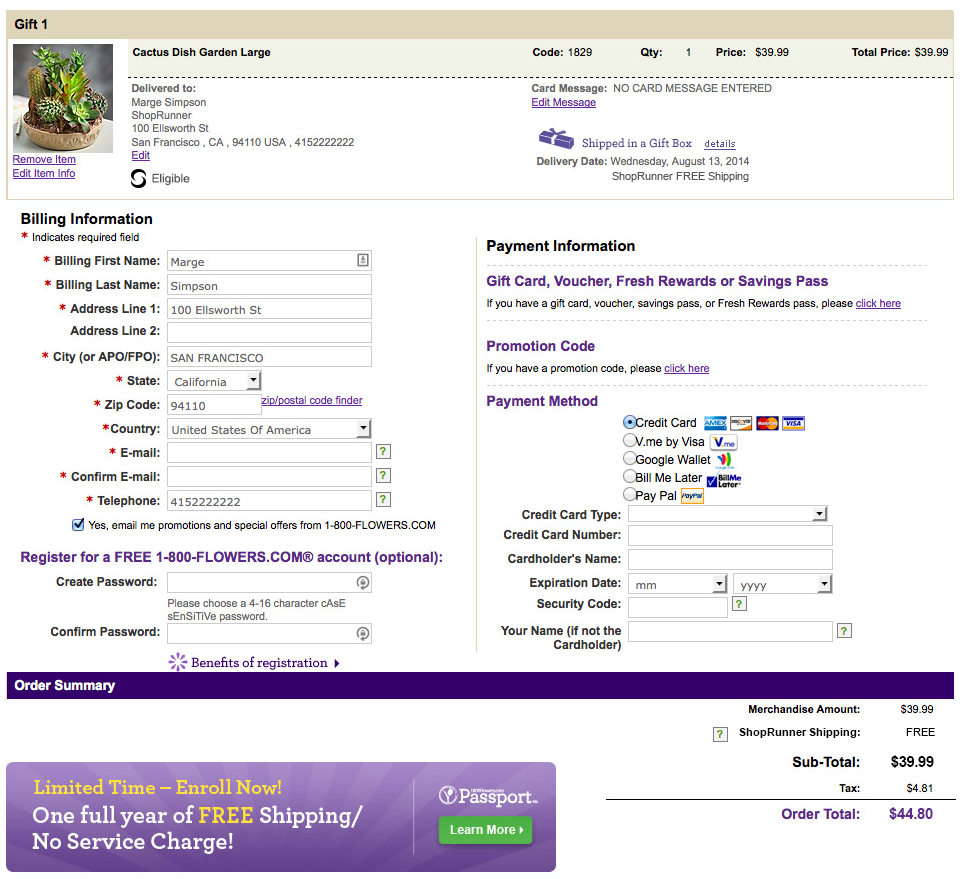 Gift 1
Cactus Dish Garden Large
Code: 1829 Qty: 1 Price: $39.99 Total Price: $39.99
Delivered to:
Marge Simpson
ShopRunner
100 Ellsworth St
San Francisco , CA , 94110 USA , 4152222222
Edit
Eligible
Remove Item
Edit Item Info
Card Message: NO CARD MESSAGE ENTERED
Edit Message
Shipped in a Gift Box details
Delivery Date: Wednesday, August 13, 2014
ShopRunner FREE Shipping
Billing Information
* Indicates required field
* Billing First Name: Marge
* Billing Last Name: Simpson
* Address Line 1: 100 Ellsworth St
Address Line 2:
* City (or APO/FPO): SAN FRANCISCO
* State: California
* Zip Code: 94110 zip/postal code finder
*Country: United States Of America
* E-mail: ?
* Confirm E-mail: ?
* Telephone: 4152222222 ?
Yes, email me promotions and special offers from 1-800-FLOWERS.COM
Register for a FREE 1-800-FLOWERS.COM® account (optional):
Create Password:
Please choose a 4-16 character cAsE
sEnSiTiVe password.
Confirm Password:
Benefits of registration
Payment Information
Gift Card, Voucher, Fresh Rewards or Savings Pass
If you have a gift card, voucher, savings pass, or Fresh Rewards pass, please click here
Promotion Code
If you have a promotion code, please click here
Payment Method
Credit Card AMEX DISCOVER MasterCard VISA
V.me by Visa V.me
Google Wallet
Bill Me Later BillMe Later
Pay Pal PayPal
Credit Card Type:
Credit Card Number:
Cardholder's Name:
Expiration Date: mm yyyy
Security Code: ?
Your Name (if not the ?
Cardholder)
Order Summary
Merchandise Amount: $39.99
? ShopRunner Shipping: FREE
Sub-Total: $39.99
Tax: $4.81
Order Total: $44.80
Limited Time – Enroll Now!
One full year of FREE Shipping/
No Service Charge!
Passport
Learn More